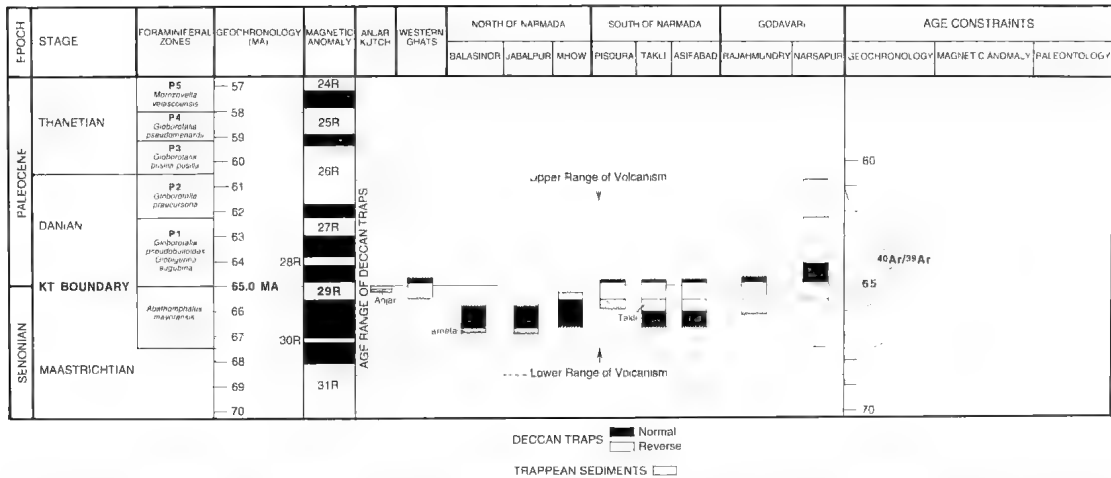 EPOCH
STAGE
FORAMINIFERAL ZONES
GEOCHRONOLOGY (MA)
MAGNETIC ANOMALY
ANJAR KUTCH
WESTERN GHATS
NORTH OF NARMADA
BALASINOR
JABALPUR
MHOW
SOUTH OF NARMADA
PISDURA
TAKLI
ASIFABAD
GODAVARI
RAJAHMUNDRY
NARSAPUR
AGE CONSTRAINTS
GEOCHRONOLOGY
MAGNETIC ANOMALY
PALEONTOLOGY
PALEOCENE
SENONIAN
THANETIAN
DANIAN
KT BOUNDARY
MAASTRICHTIAN
P5
Morozovella
velascoensis
P4
Globorotalia
P3
Globorotalia
pusilla pusilla
P2
Globorotalia
P1
Globorotalia
Globigerina
eugubina
Abathomphalus
mayaroensis
57
58
59
60
61
62
63
64
65.0 MA
66
67
68
69
70
24R
25R
26R
27R
28R
29R
30R
31R
AGE RANGE OF DECCAN TRAPS
Anjar
Takli
Upper Range of Volcanism
Lower Range of Volcanism
60
40Ar/39Ar
65
70
DECCAN TRAPS
Normal
Reverse
TRAPPEAN SEDIMENTS